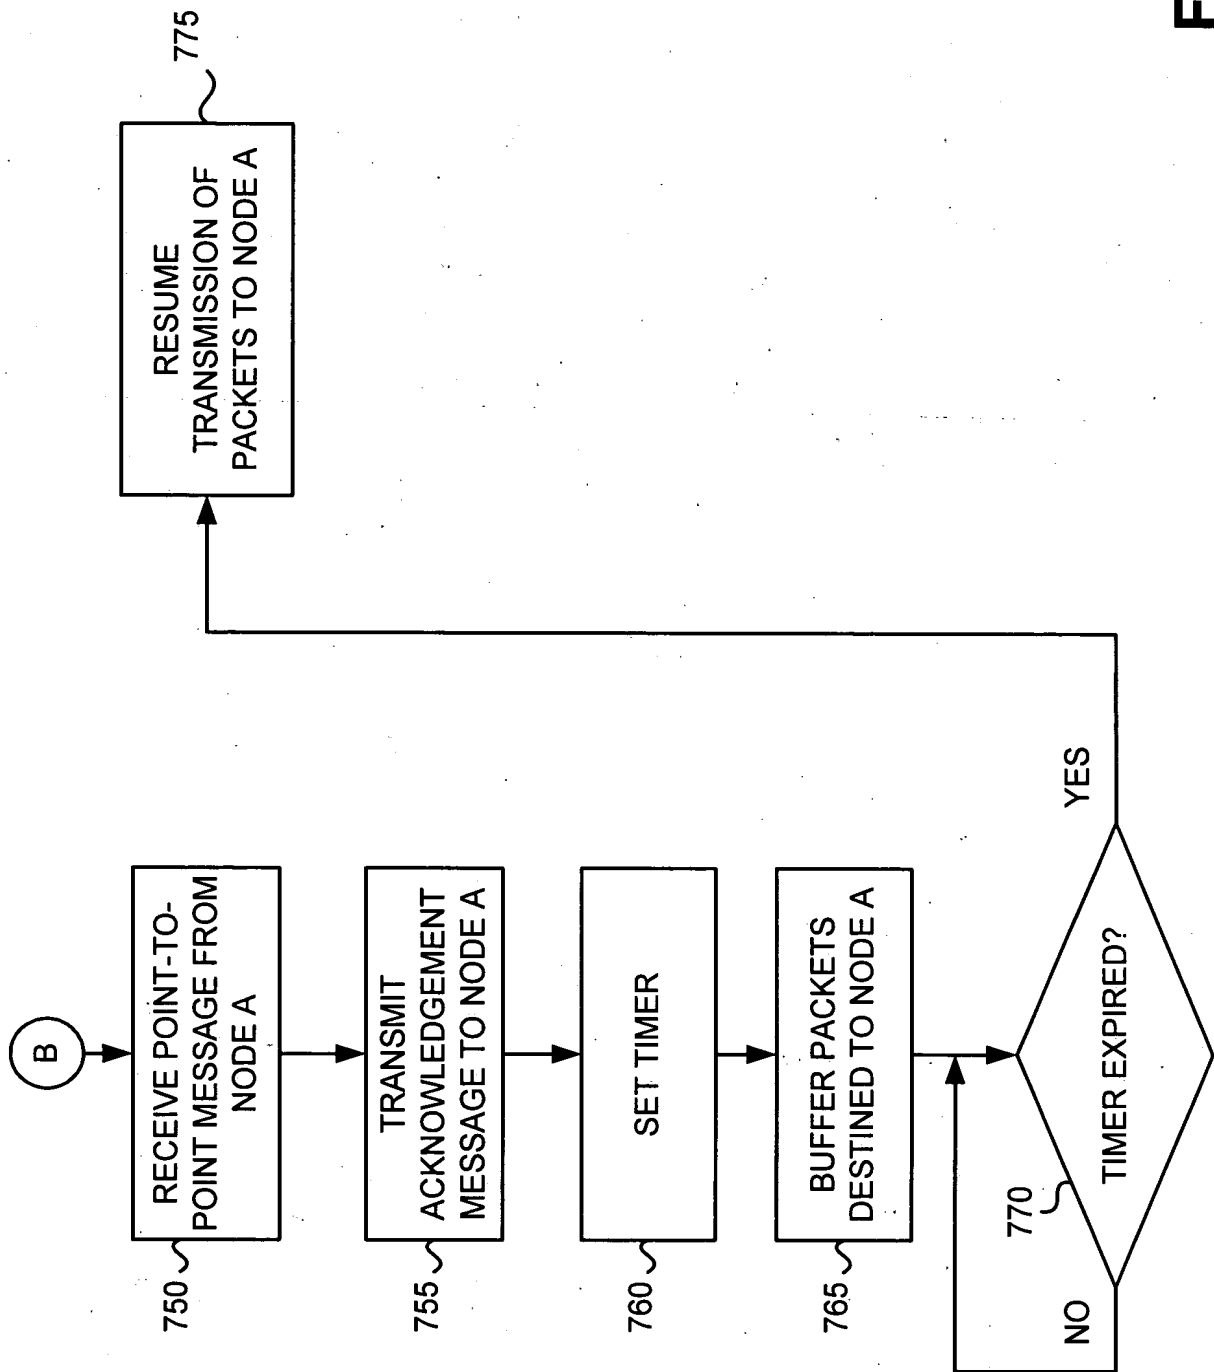 B
RECEIVE POINT-TO-
POINT MESSAGE FROM
NODE A
750
TRANSMIT
ACKNOWLEDGEMENT
MESSAGE TO NODE A
755
SET TIMER
760
BUFFER PACKETS
DESTINED TO NODE A
765
TIMER EXPIRED?
770
NO
YES
RESUME
TRANSMISSION OF
PACKETS TO NODE A
775